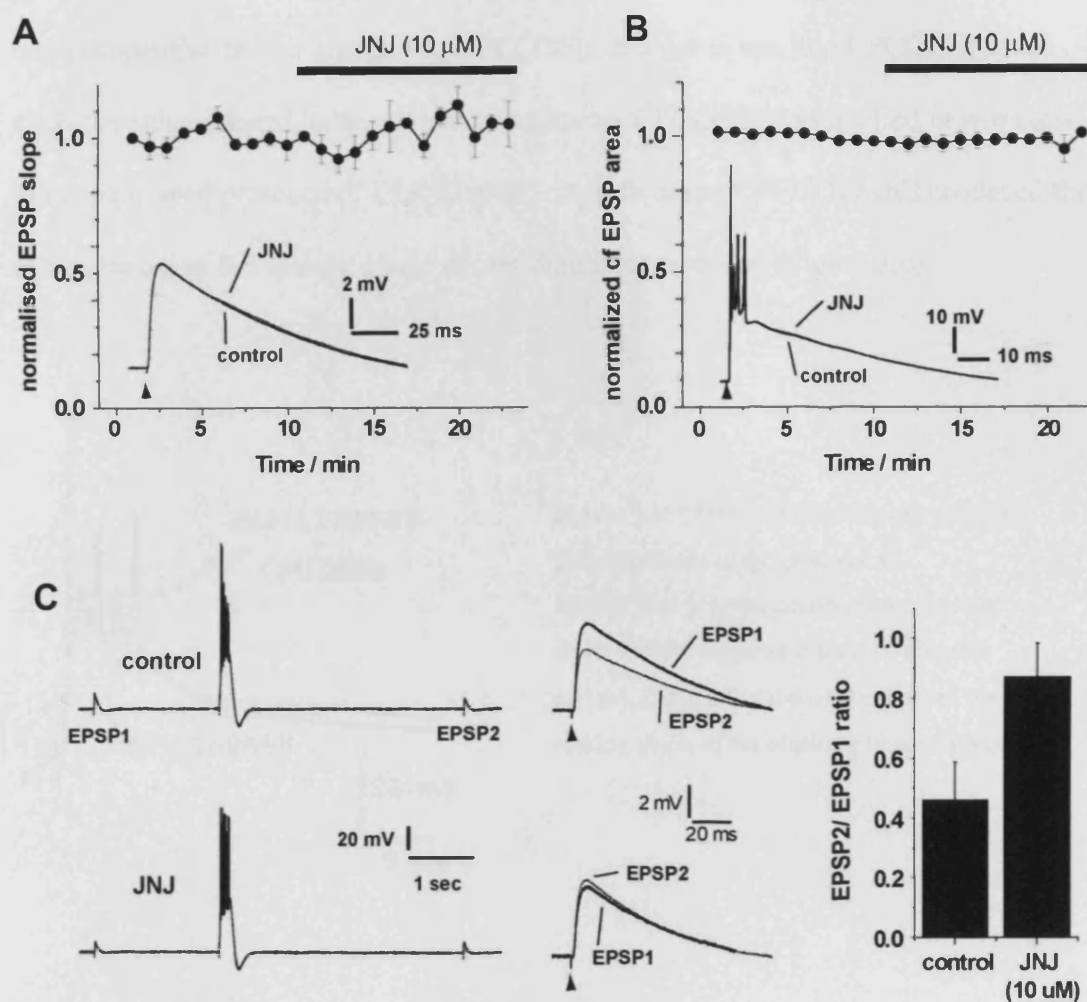 A
JNJ (10 μM)
normalised EPSP slope
1.0
0.5
0.0
JNJ
control
2 mV
25 ms
0
5
10
15
20
Time / min
B
JNJ (10 μM)
normalized cf EPSP area
1.0
0.5
0.0
JNJ
control
10 mV
10 ms
0
5
10
15
20
Time / min
C
control
EPSP1
EPSP2
JNJ
20 mV
1 sec
EPSP1
EPSP2
2 mV
20 ms
EPSP2
EPSP1
EPSP2/ EPSP1 ratio
1.0
0.8
0.6
0.4
0.2
0.0
control
JNJ
(10 uM)